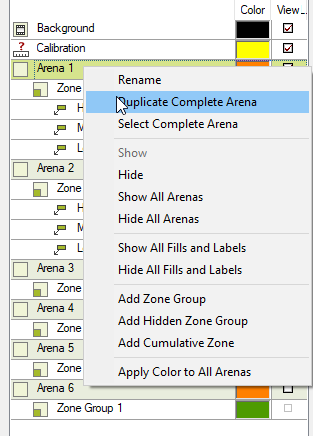 Color View...
Background
Calibration
Arena 1
Rename
Zone
Duplicate Complete Arena
H
Select Complete Arena
M
L
Show
Arena 2
Hide
Zone
Show All Arenas
H
Hide All Arenas
M
L
Show All Fills and Labels
Arena 3
Hide All Fills and Labels
Zone
Arena 4
Add Zone Group
Zone
Add Hidden Zone Group
Arena 5
Add Cumulative Zone
Zone
Apply Color to All Arenas
Arena 6
Zone Group 1